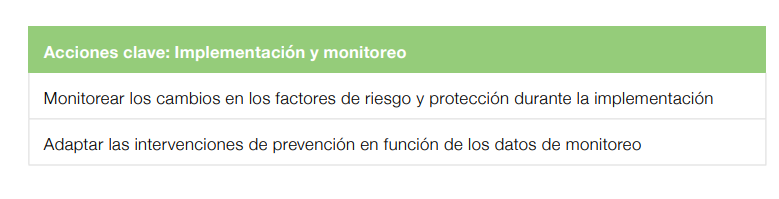 Acciones clave: Implementación y monitoreo
Monitorear los cambios en los factores de riesgo y protección durante la implementación
Adaptar las intervenciones de prevención en función de los datos de monitoreo